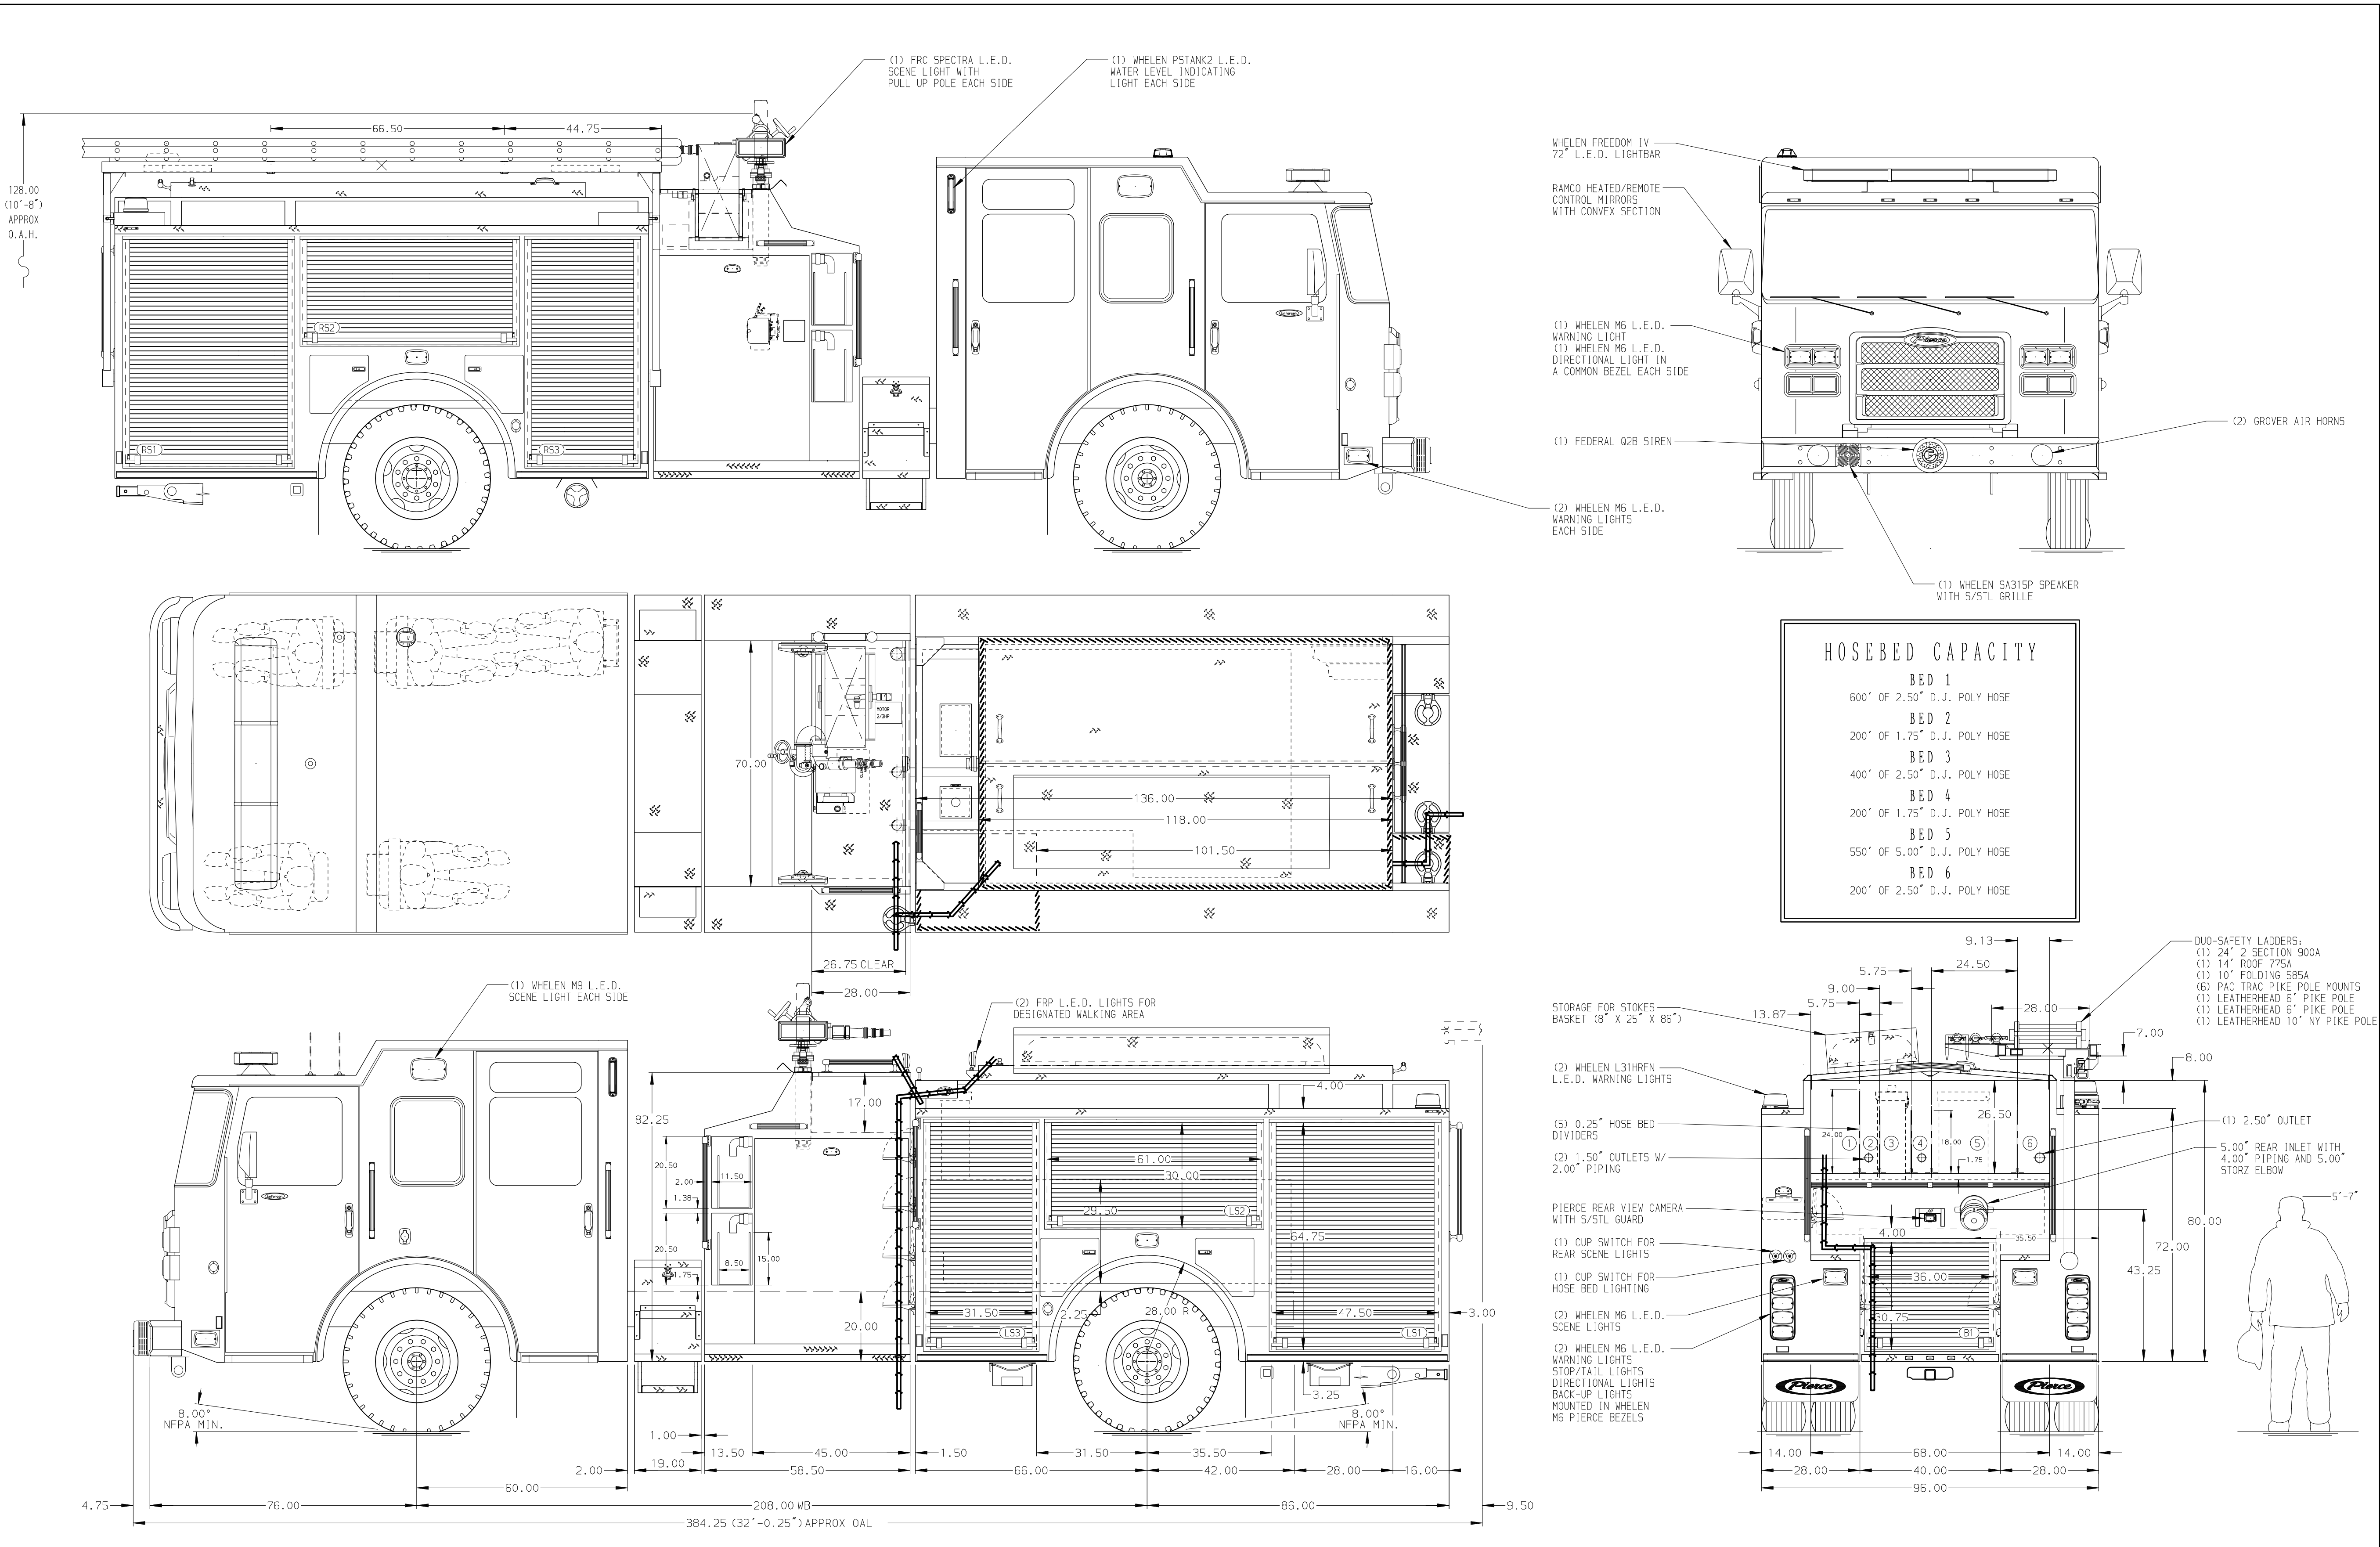 (1) FRC SPECTRA L.E.D.
SCENE LIGHT WITH
PULL UP POLE EACH SIDE
(1) WHELEN PSTANK2 L.E.D.
WATER LEVEL INDICATING
LIGHT EACH SIDE
66.50
44.75
128.00
(10'-8")
APPROX
O.A.H.
RS2
RS1
RS3
WHELEN FREEDOM IV
72" L.E.D. LIGHTBAR
RAMCO HEATED/REMOTE
CONTROL MIRRORS
WITH CONVEX SECTION
(1) WHELEN M6 L.E.D.
WARNING LIGHT
(1) WHELEN M6 L.E.D.
DIRECTIONAL LIGHT IN
A COMMON BEZEL EACH SIDE
(1) FEDERAL Q2B SIREN
(2) WHELEN M6 L.E.D.
WARNING LIGHTS
EACH SIDE
Pierce
(2) GROVER AIR HORNS
(1) WHELEN SA315P SPEAKER
WITH S/STL GRILLE
MOTOR
2/3HP
70.00
136.00
118.00
101.50
26.75 CLEAR
28.00
HOSEBED CAPACITY
BED 1
600' OF 2.50" D.J. POLY HOSE
BED 2
200' OF 1.75" D.J. POLY HOSE
BED 3
400' OF 2.50" D.J. POLY HOSE
BED 4
200' OF 1.75" D.J. POLY HOSE
BED 5
550' OF 5.00" D.J. POLY HOSE
BED 6
200' OF 2.50" D.J. POLY HOSE
(1) WHELEN M9 L.E.D.
SCENE LIGHT EACH SIDE
(2) FRP L.E.D. LIGHTS FOR
DESIGNATED WALKING AREA
82.25
17.00
4.00
20.50
2.00
11.50
1.38
20.50
15.00
8.50
1.75
20.00
61.00
30.00
29.50
LS2
64.75
31.50
2.25
28.00 R
47.50
3.00
LS3
LS1
3.25
8.00°
NFPA MIN.
8.00°
NFPA MIN.
1.00
13.50
45.00
1.50
31.50
35.50
2.00
19.00
58.50
66.00
42.00
28.00
16.00
60.00
4.75
76.00
208.00 WB
86.00
9.50
384.25 (32'-0.25") APPROX OAL
9.13
5.75
24.50
9.00
5.75
28.00
13.87
7.00
8.00
DUO-SAFETY LADDERS:
(1) 24' 2 SECTION 900A
(1) 14' ROOF 775A
(1) 10' FOLDING 585A
(6) PAC TRAC PIKE POLE MOUNTS
(1) LEATHERHEAD 6' PIKE POLE
(1) LEATHERHEAD 6' PIKE POLE
(1) LEATHERHEAD 10' NY PIKE POLE
STORAGE FOR STOKES
BASKET (8" X 25" X 86")
(2) WHELEN L31HRFN
L.E.D. WARNING LIGHTS
(5) 0.25" HOSE BED
DIVIDERS
(2) 1.50" OUTLETS W/
2.00" PIPING
PIERCE REAR VIEW CAMERA
WITH S/STL GUARD
(1) CUP SWITCH FOR
REAR SCENE LIGHTS
(1) CUP SWITCH FOR
HOSE BED LIGHTING
(2) WHELEN M6 L.E.D.
SCENE LIGHTS
(2) WHELEN M6 L.E.D.
WARNING LIGHTS
STOP/TAIL LIGHTS
DIRECTIONAL LIGHTS
BACK-UP LIGHTS
MOUNTED IN WHELEN
M6 PIERCE BEZELS
26.50
24.00
18.00
1.75
1
2
3
4
5
6
(1) 2.50" OUTLET
5.00" REAR INLET WITH
4.00" PIPING AND 5.00"
STORZ ELBOW
4.00
35.50
36.00
30.75
B1
80.00
72.00
43.25
5'-7"
Pierce
Pierce
14.00
68.00
14.00
28.00
40.00
28.00
96.00